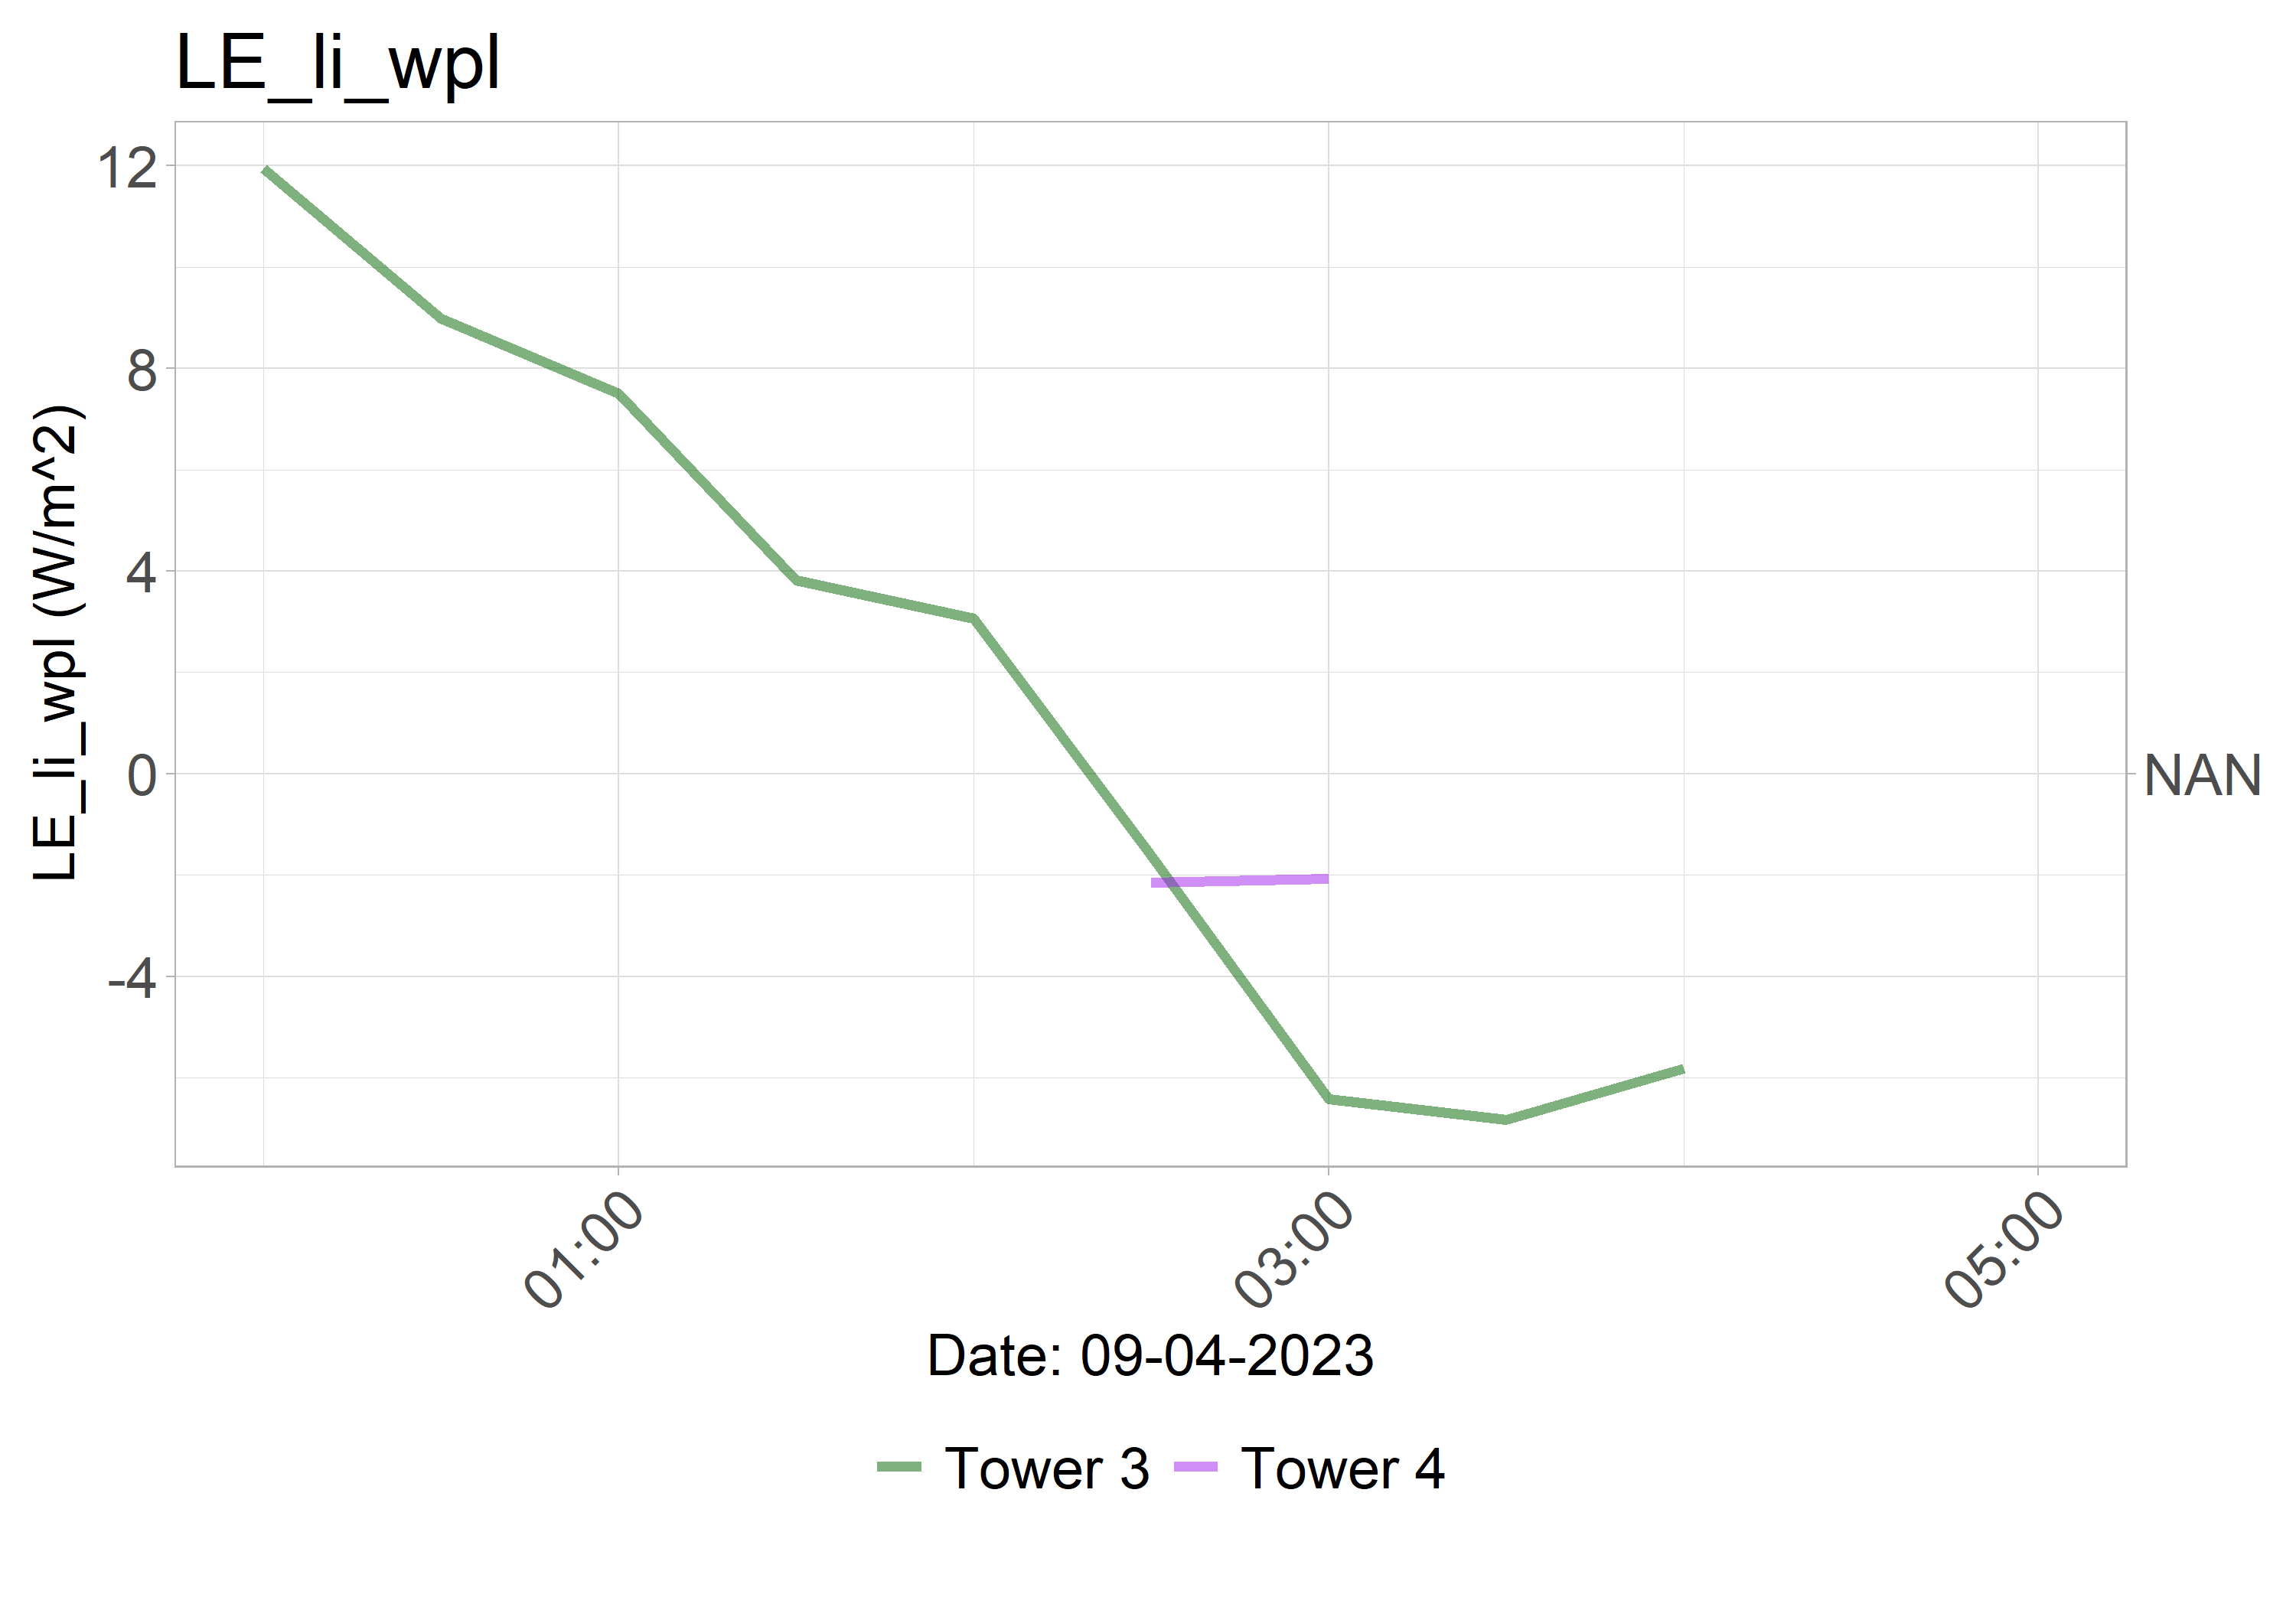 LE_li_wpl
LE_li_wpl (W/m^2)
12
8
4
0
-4
NAN
01:00
03:00
05:00
Date: 09-04-2023
Tower 3
Tower 4